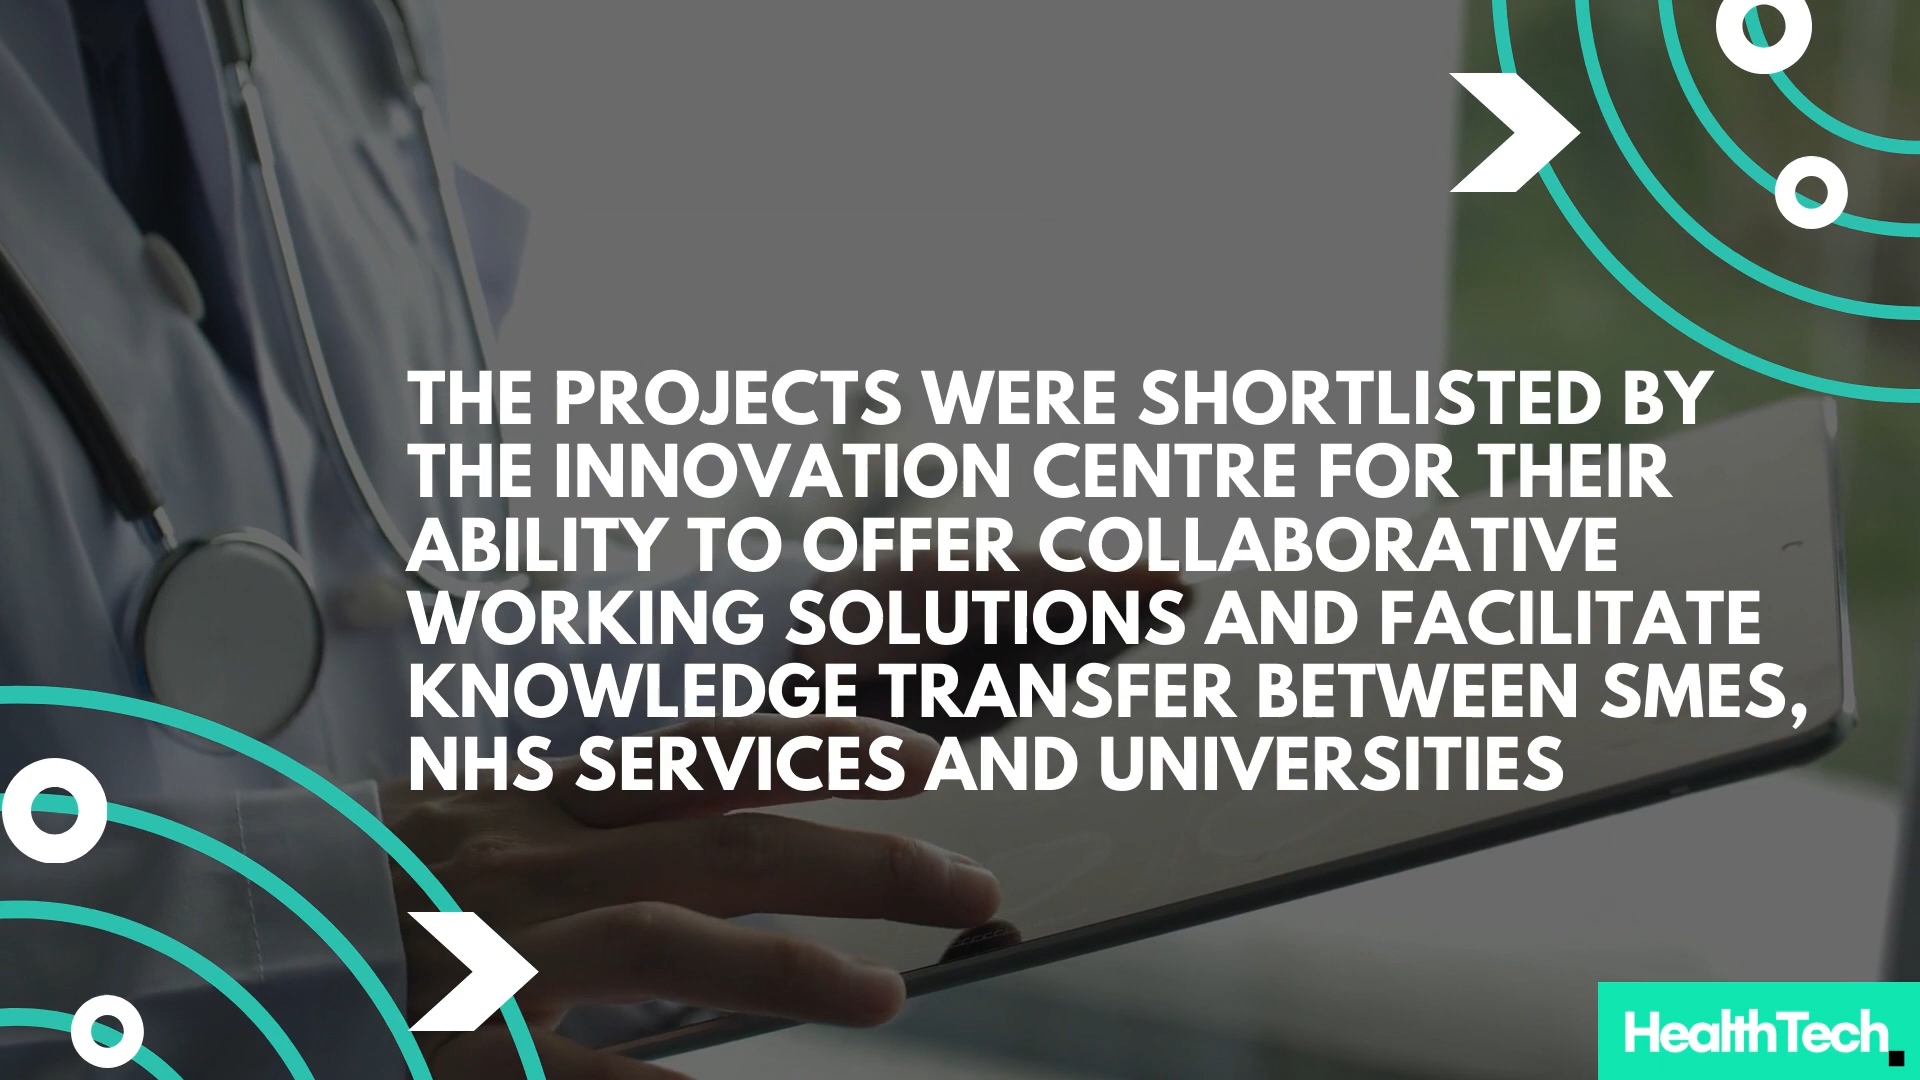 THE PROJECTS WERE SHORTLISTED BY
THE INNOVATION CENTRE FOR THEIR
ABILITY TO OFFER COLLABORATIVE
WORKING SOLUTIONS AND FACILITATE
KNOWLEDGE TRANSFER BETWEEN SMES,
NHS SERVICES AND UNIVERSITIES
HealthTech.